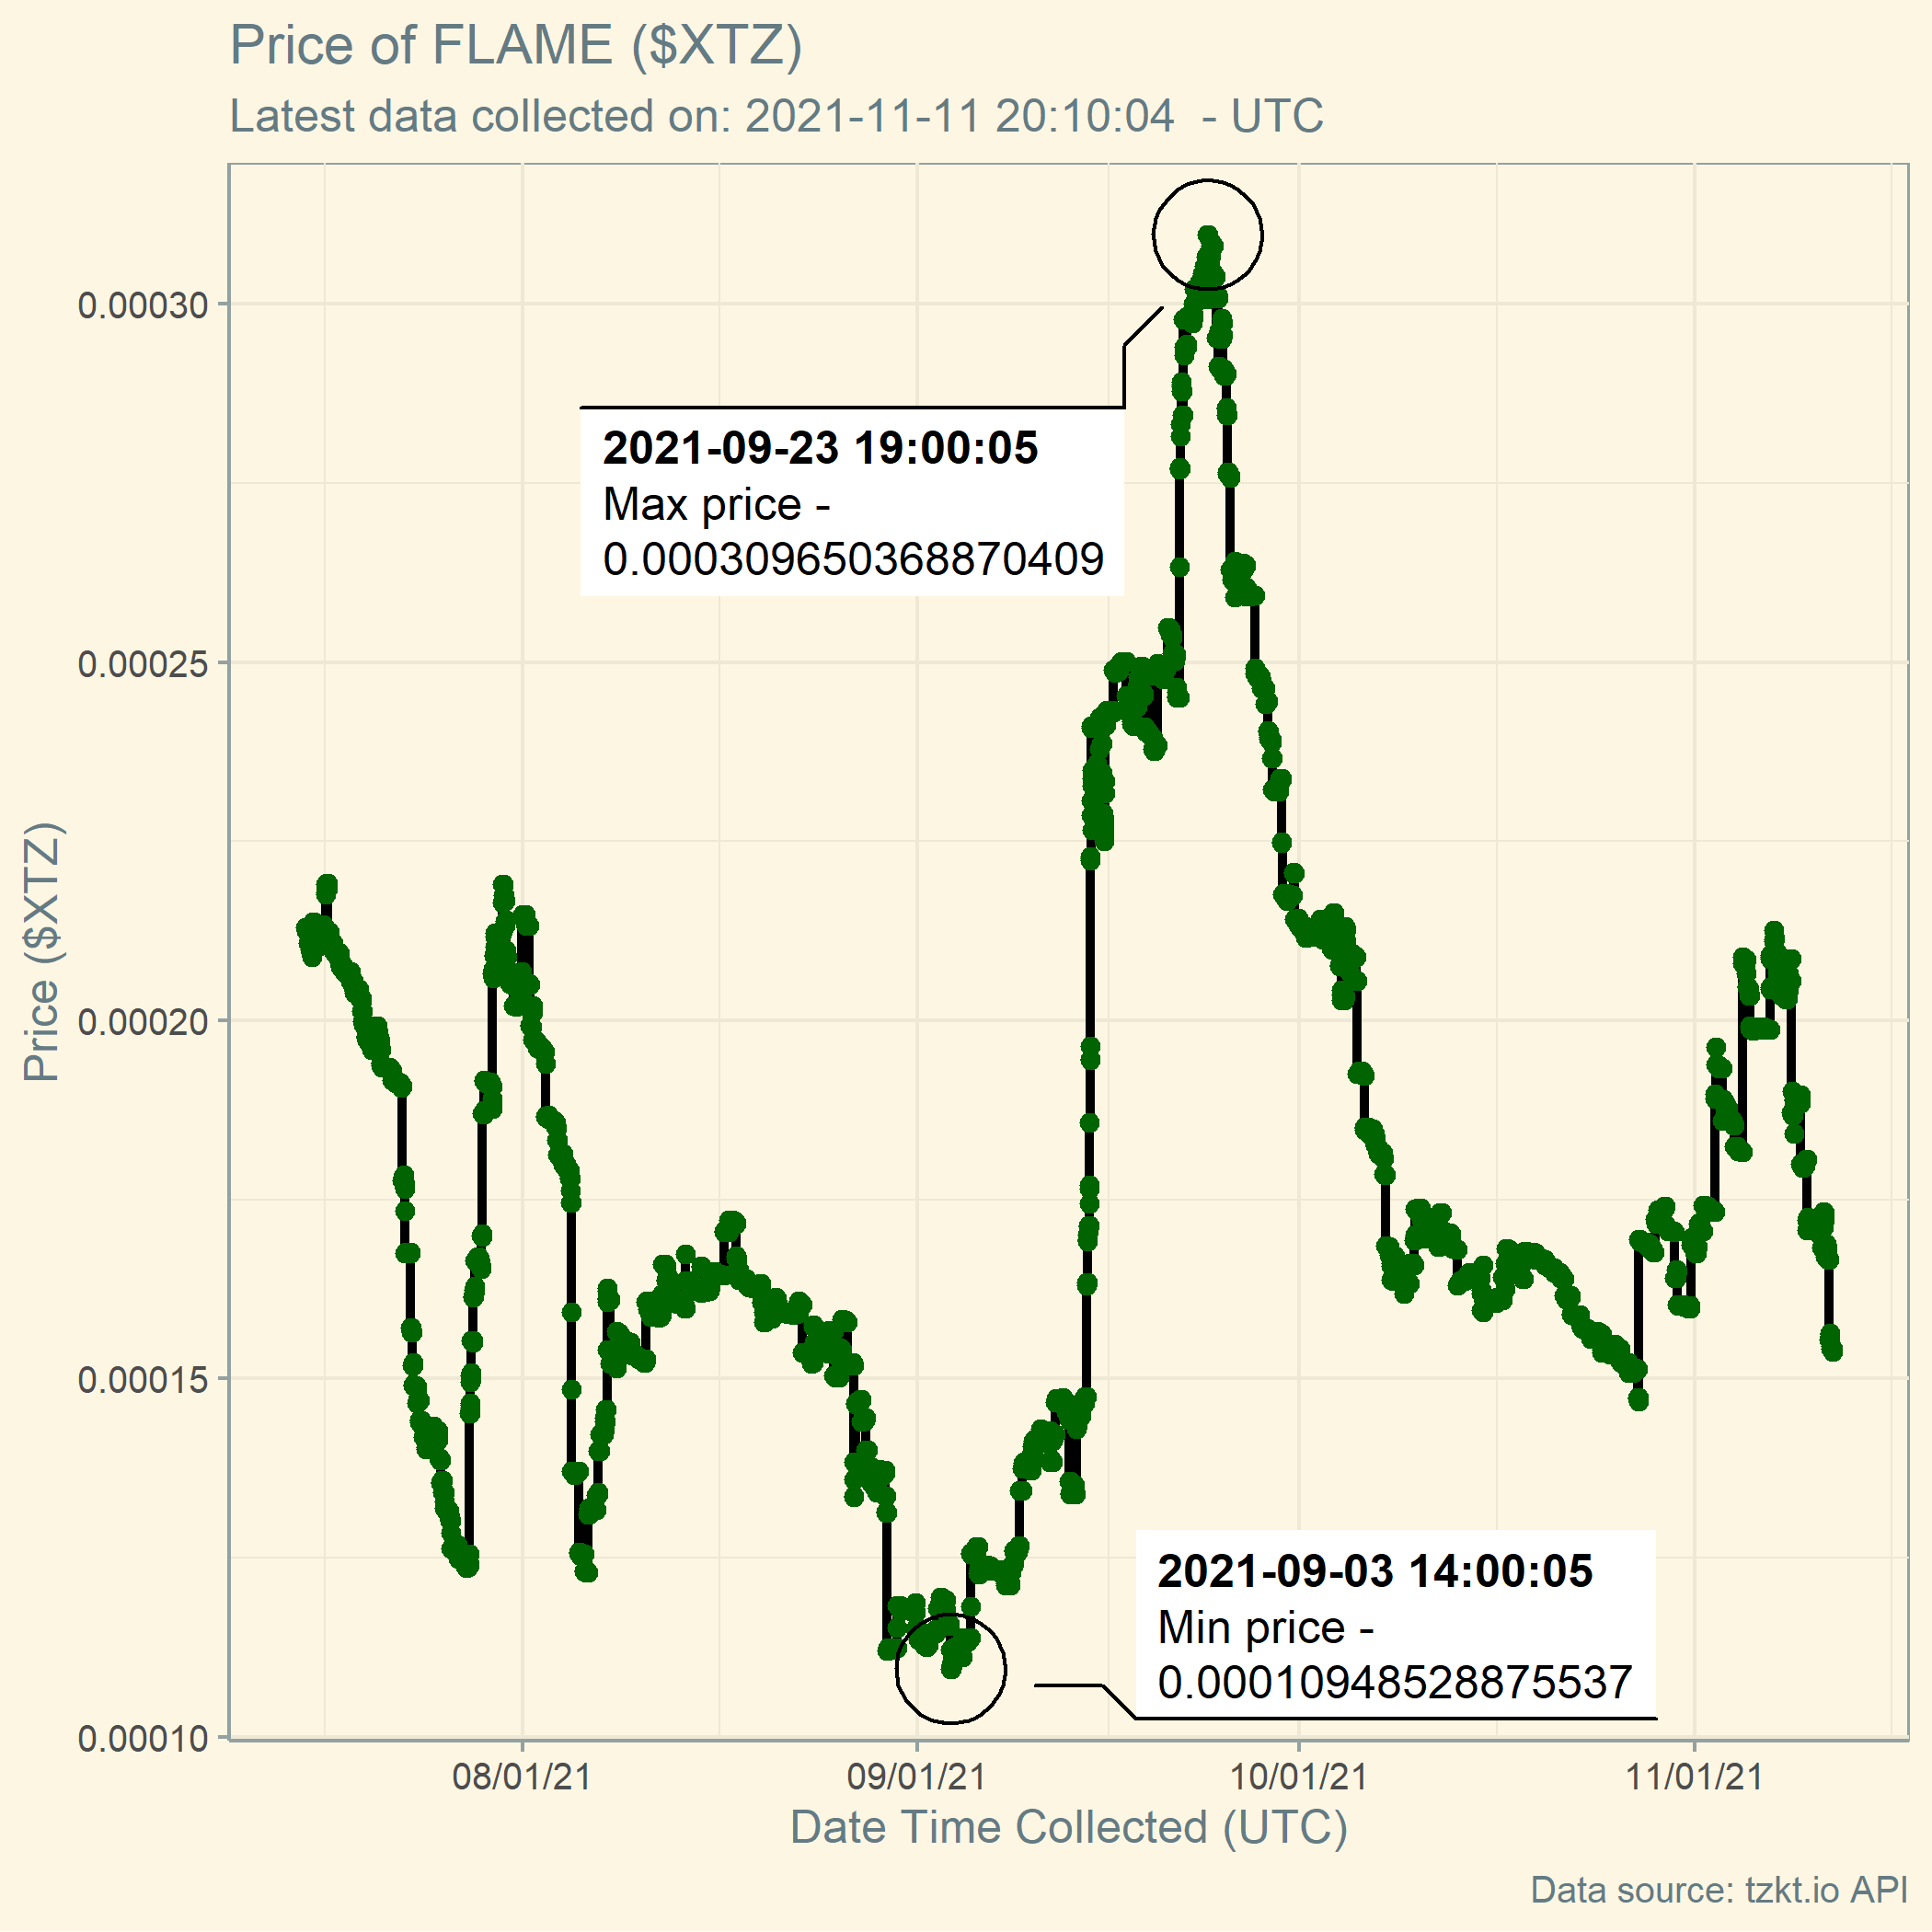 Price of FLAME ($XTZ)
Latest data collected on: 2021-11-11 20:10:04  - UTC
0.00030
0.00025
0.00020
0.00015
0.00010
Price ($XTZ)
2021-09-23 19:00:05
Max price -
0.000309650368870409
2021-09-03 14:00:05
Min price -
0.00010948528875537
08/01/21
09/01/21
10/01/21
11/01/21
Date Time Collected (UTC)
Data source: tzkt.io API